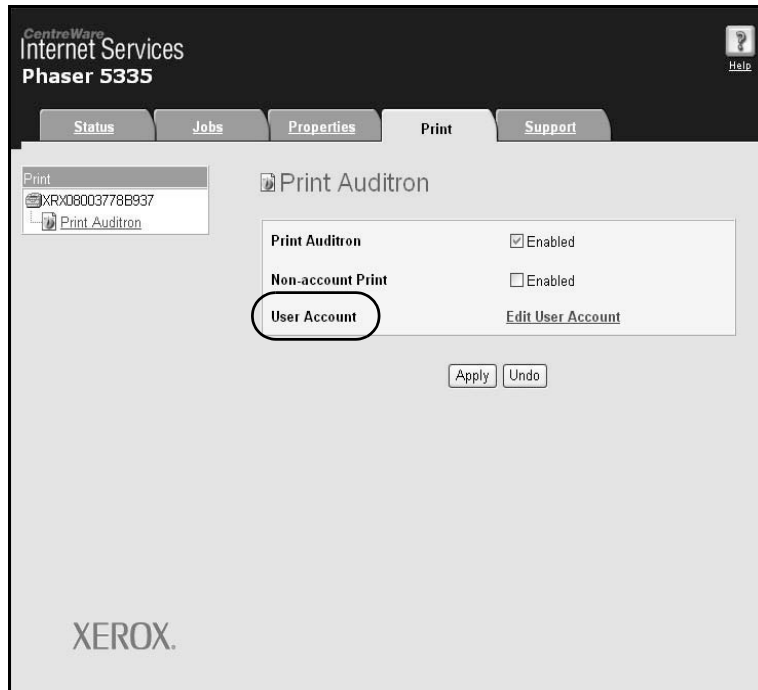 CentreWare
Internet Services
Phaser 5335
Help
Status Jobs Properties Print Support
Print
XRX08003778B937
Print Auditron
Print Auditron
Print Auditron Enabled
Non-account Print Enabled
User Account Edit User Account
Apply Undo
XEROX.